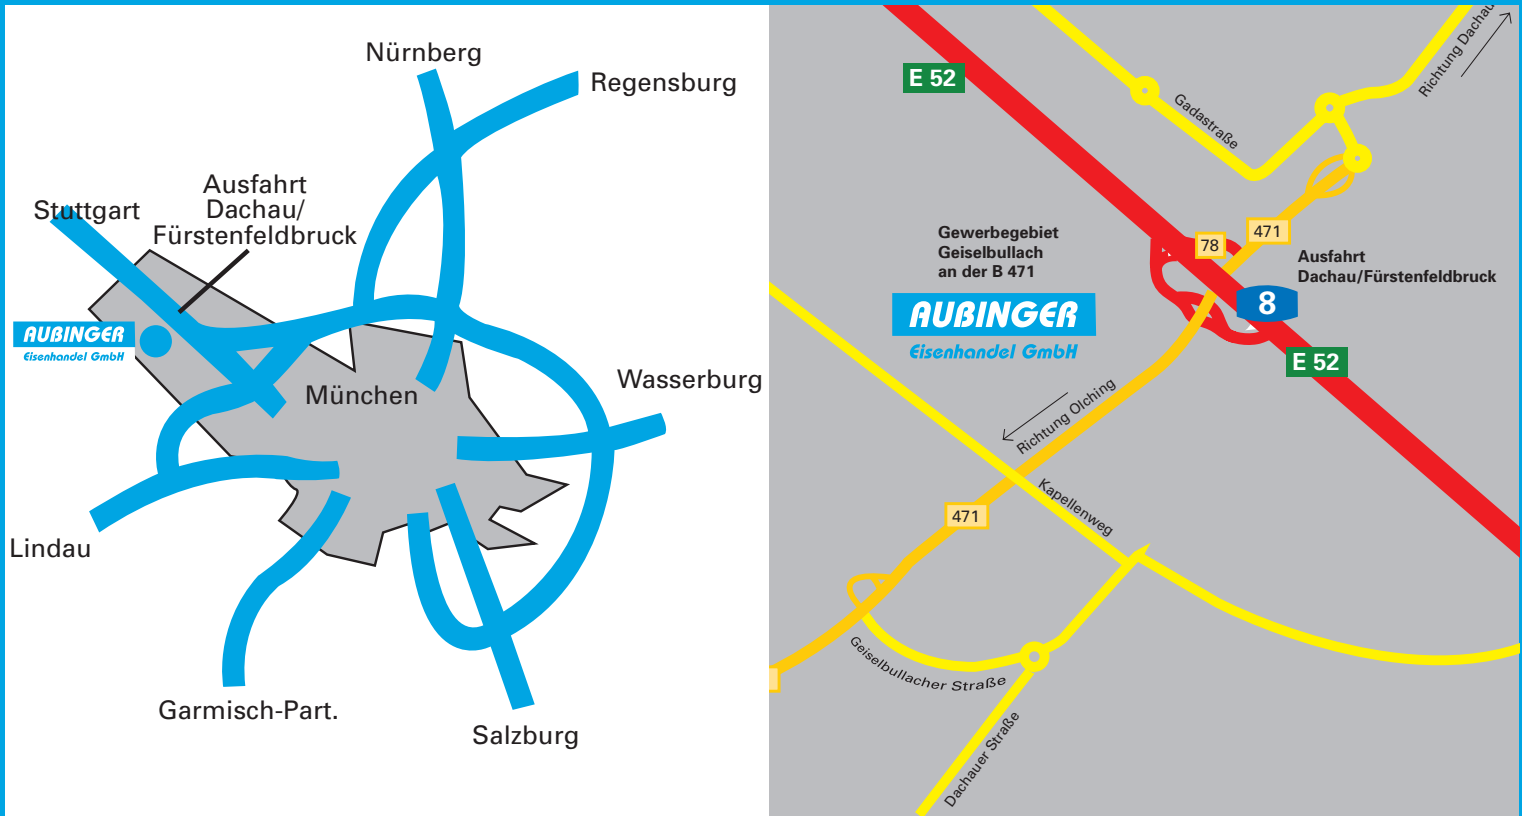 Nürnberg
Regensburg
Ausfahrt
Dachau/
Fürstenfeldbruck
Stuttgart
AUBINGER
Eisenhandel GmbH
München
Wasserburg
Lindau
Garmisch-Part.
Salzburg
E 52
Gadastraße
Richtung Dachau
Gewerbegebiet
Geiselbullach
an der B 471
78
471
Ausfahrt
Dachau/Fürstenfeldbruck
8
AUBINGER
Eisenhandel GmbH
E 52
Richtung Olching
Kapellenweg
471
Geiselbullacher Straße
Dachauer Straße